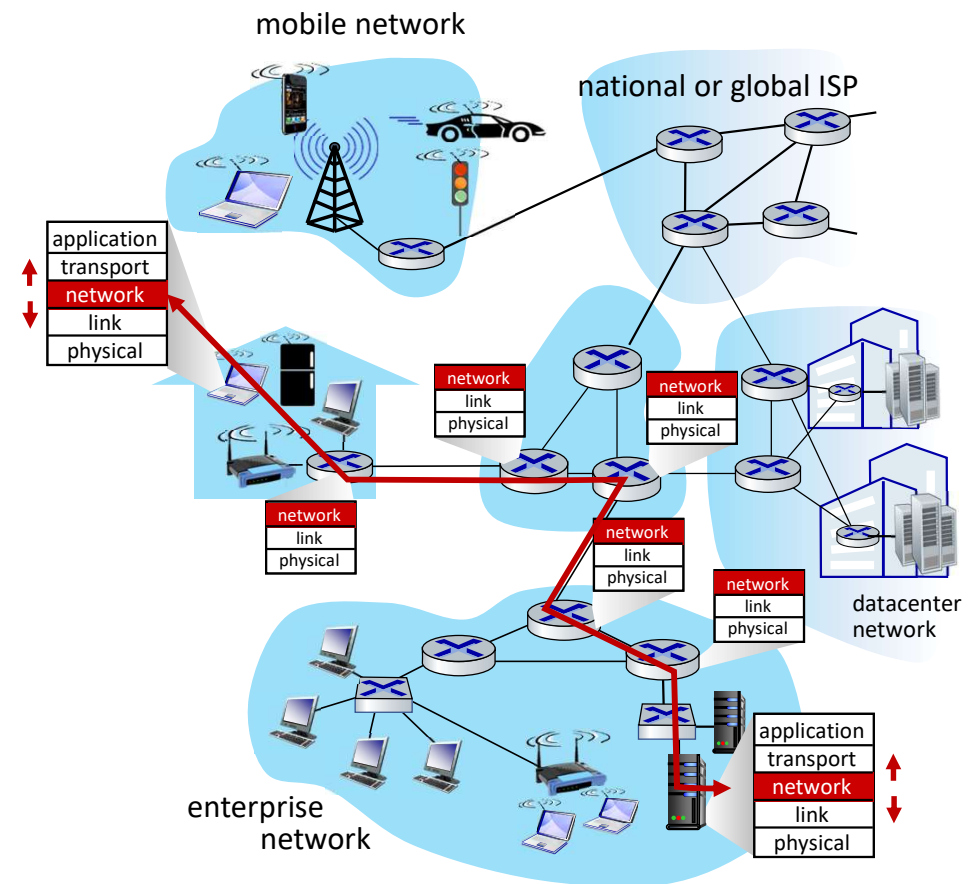 mobile network
national or global ISP
application
transport
network
link
physical
network
link
physical
network
link
physical
network
link
physical
network
link
physical
network
link
physical
datacenter
network
application
transport
network
link
physical
enterprise
network